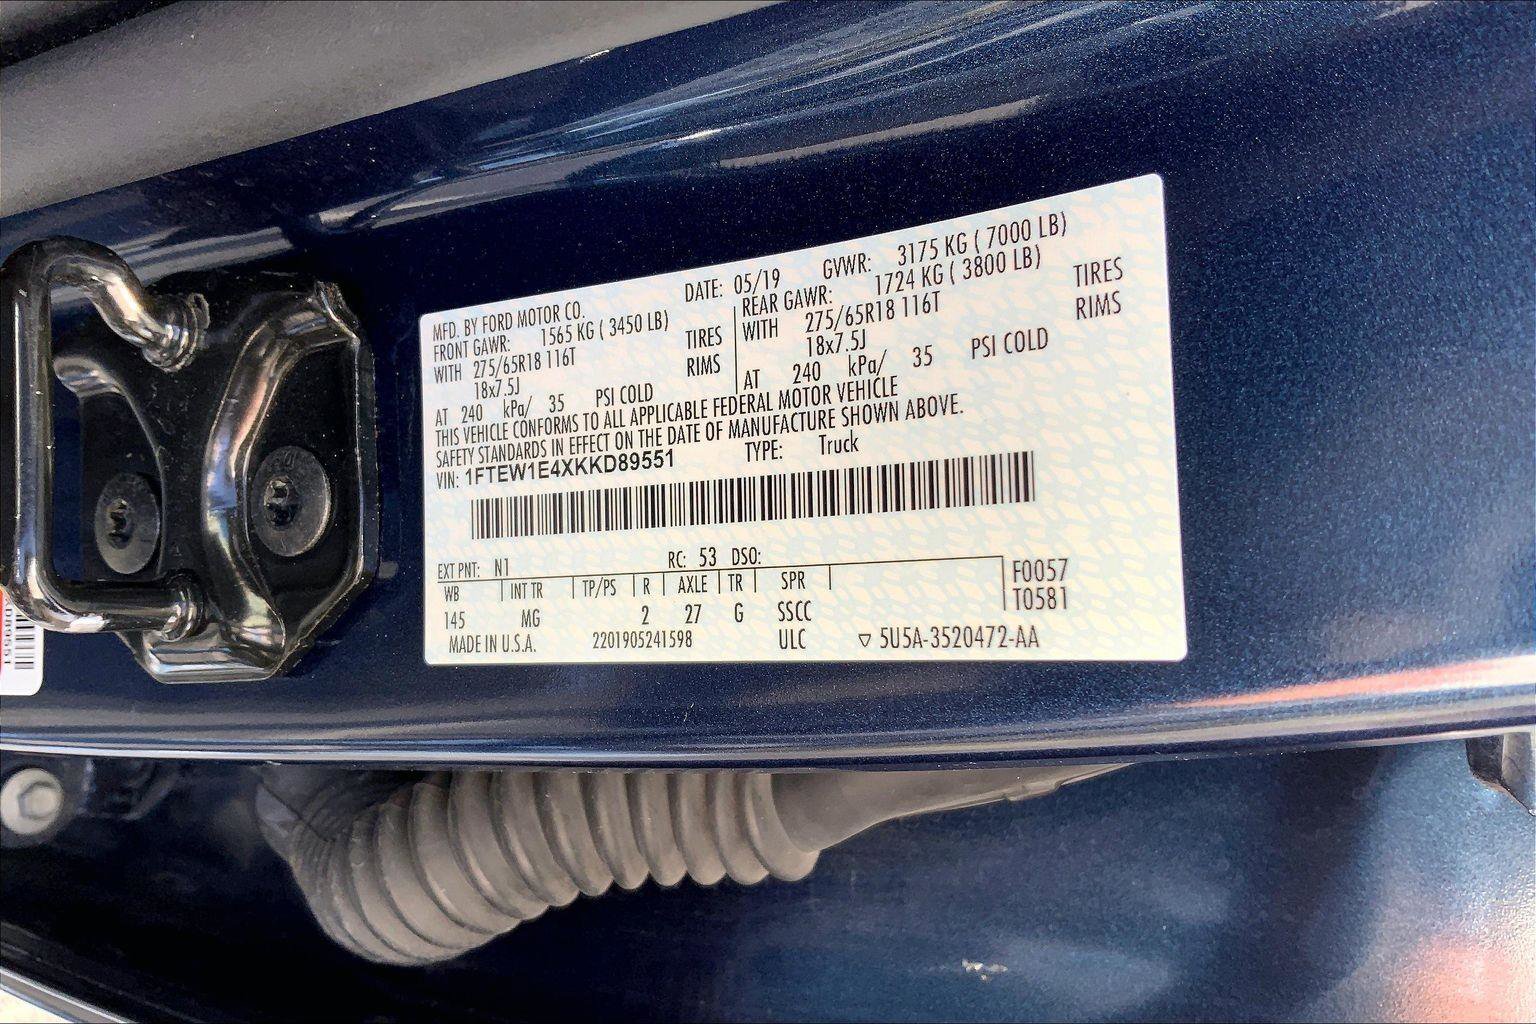 MFD. BY FORD MOTOR CO. DATE: 05/19 GVWR: 3175 KG ( 7000 LB)
FRONT GAWR: 1565 KG ( 3450 LB) REAR GAWR: 1724 KG ( 3800 LB)
WITH 275/65R18 116T TIRES WITH 275/65R18 116T TIRES
18x7.5J RIMS 18x7.5J RIMS
AT 240 kPa/ 35 PSI COLD AT 240 kPa/ 35 PSI COLD
THIS VEHICLE CONFORMS TO ALL APPLICABLE FEDERAL MOTOR VEHICLE
SAFETY STANDARDS IN EFFECT ON THE DATE OF MANUFACTURE SHOWN ABOVE.
VIN: 1FTEW1E4XKKD89551 TYPE: Truck
EXT PNT: N1 RC: 53 DSO:
WB INT TR TP/PS R AXLE TR SPR F0057
145 MG 2 27 G SSCC T0581
MADE IN U.S.A. 2201905241598 ULC ▽ 5U5A-3520472-AA